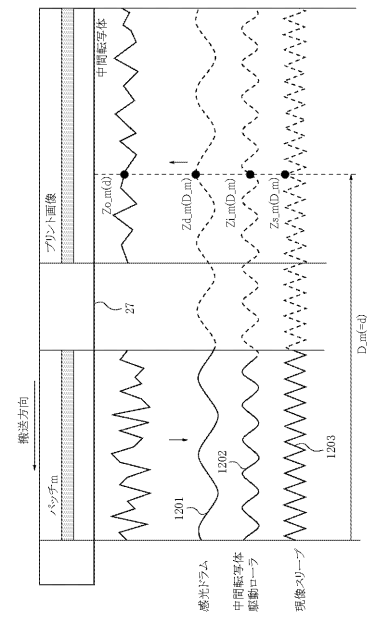 搬送方向
パッチm
プリント画像
中間転写体
27
Zo_m(d)
Zd_m(D_m)
Zi_m(D_m)
Zs_m(D_m)
1201
1202
1203
感光ドラム
中間転写体
駆動ローラ
現像スリーブ
D_m(=d)